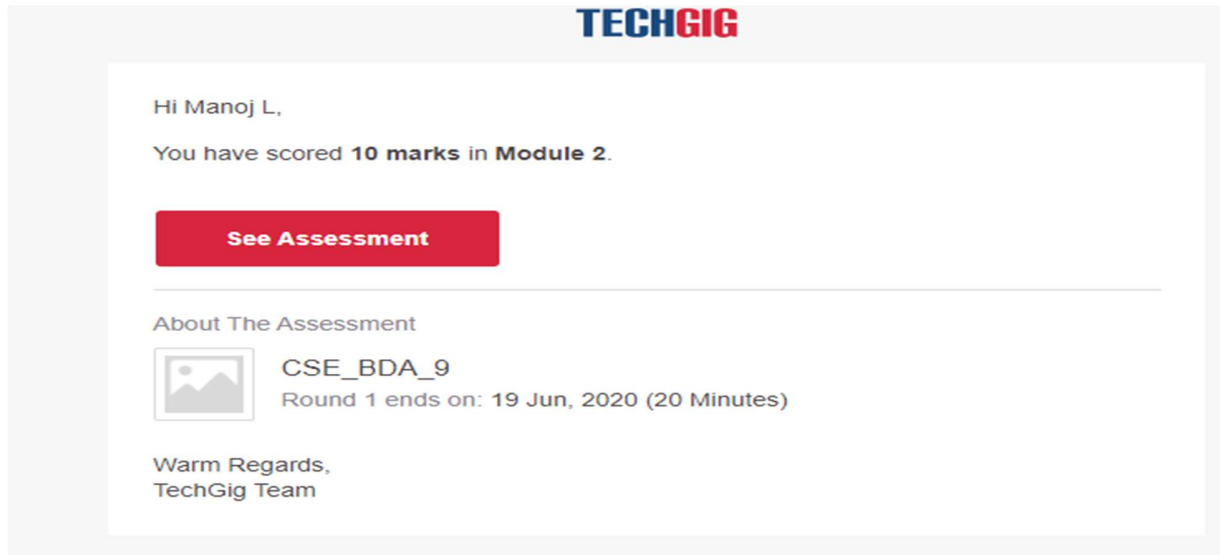 TECHGIG
Hi Manoj L,
You have scored 10 marks in Module 2.
See Assessment
About The Assessment
CSE_BDA_9
Round 1 ends on: 19 Jun, 2020 (20 Minutes)
Warm Regards,
TechGig Team